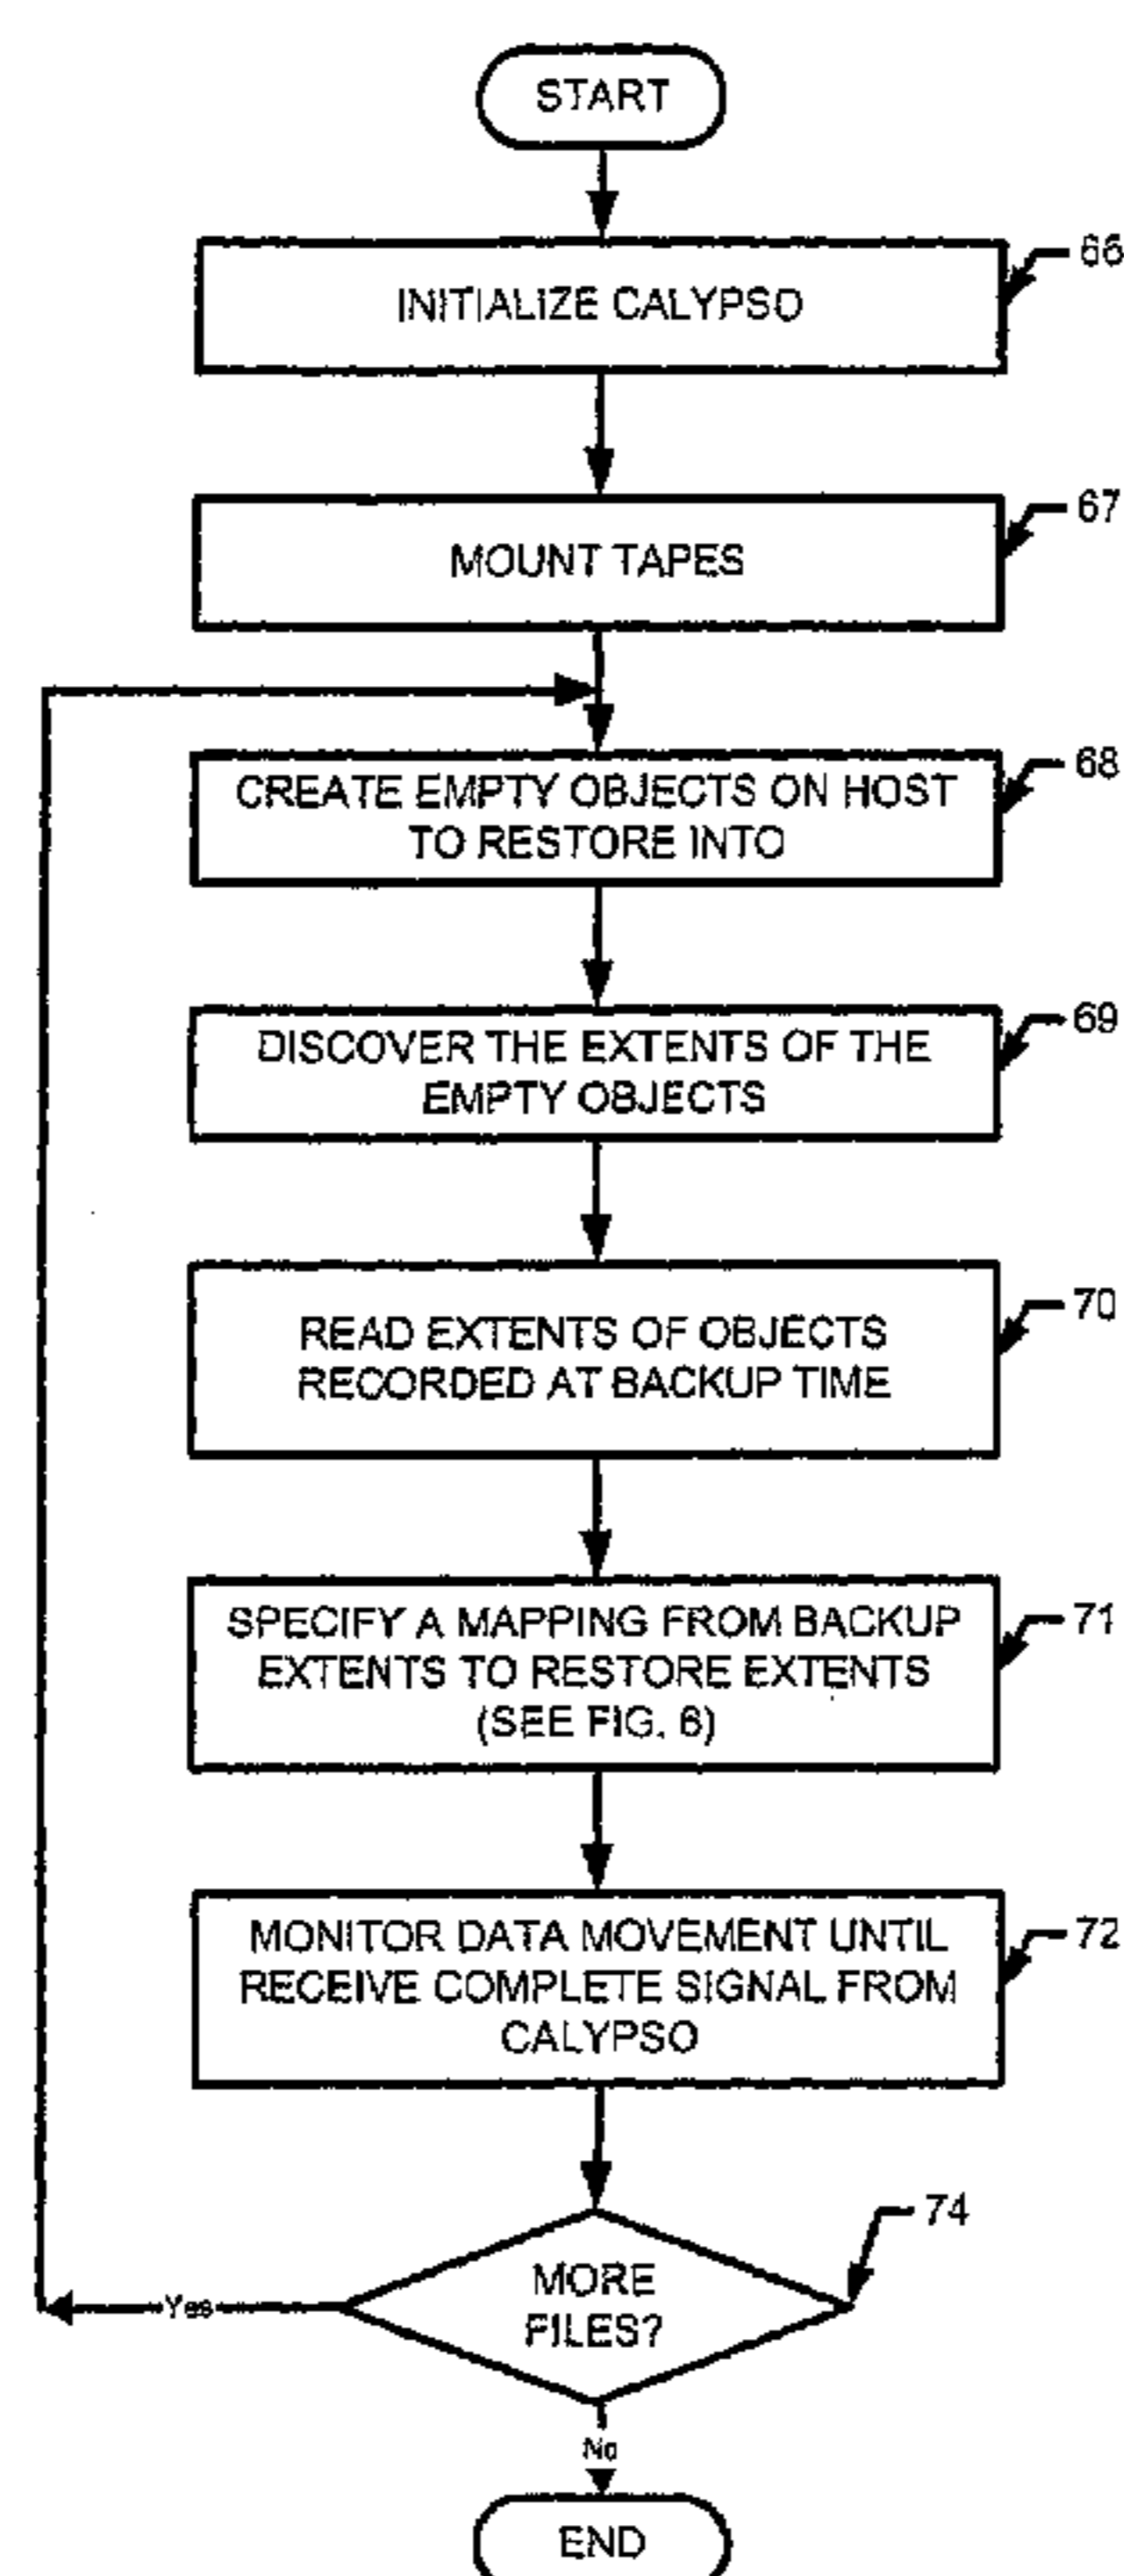 START
INITIALIZE CALYPSO
66
MOUNT TAPES
67
CREATE EMPTY OBJECTS ON HOST
TO RESTORE INTO
68
DISCOVER THE EXTENTS OF THE
EMPTY OBJECTS
69
READ EXTENTS OF OBJECTS
RECORDED AT BACKUP TIME
70
SPECIFY A MAPPING FROM BACKUP
EXTENTS TO RESTORE EXTENTS
(SEE FIG. 6)
71
MONITOR DATA MOVEMENT UNTIL
RECEIVE COMPLETE SIGNAL FROM
CALYPSO
72
MORE
FILES?
74
Yes
No
END